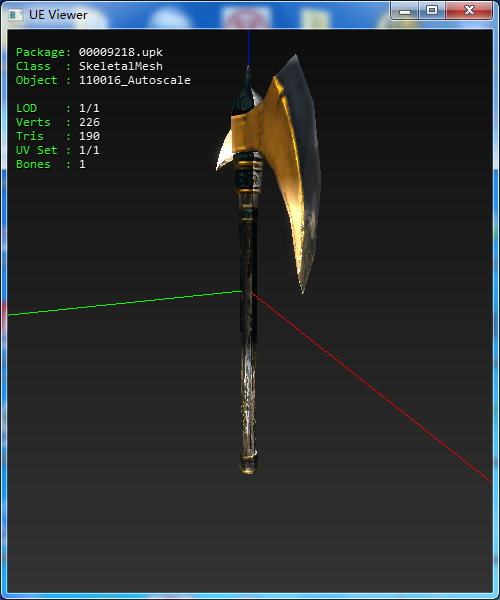 UE Viewer
Package: 00009218.upk
Class : SkeletalMesh
Object : 110016_Autoscale
LOD : 1/1
Verts : 226
Tris : 190
UV Set : 1/1
Bones : 1